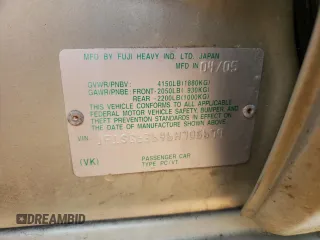 MFG BY FUJI HEAVY IND. LTD. JAPAN
MFD IN 04/05
GVWR/PNBV: 4150LB(1880KG)
GAWR/PNBE: FRONT-2050LB( 930KG)
REAR -2200LB(1000KG)
THIS VEHICLE CONFORMS TO ALL APPLICABLE
FEDERAL MOTOR VEHICLE SAFETY, BUMPER, AND
THEFT PREVENTION STANDARDS IN EFFECT ON
THE DATE OF MANUFACTURE SHOWN ABOVE.
VIN
(VK)
PASSENGER CAR
TYPE PC/VT
DREAMBID